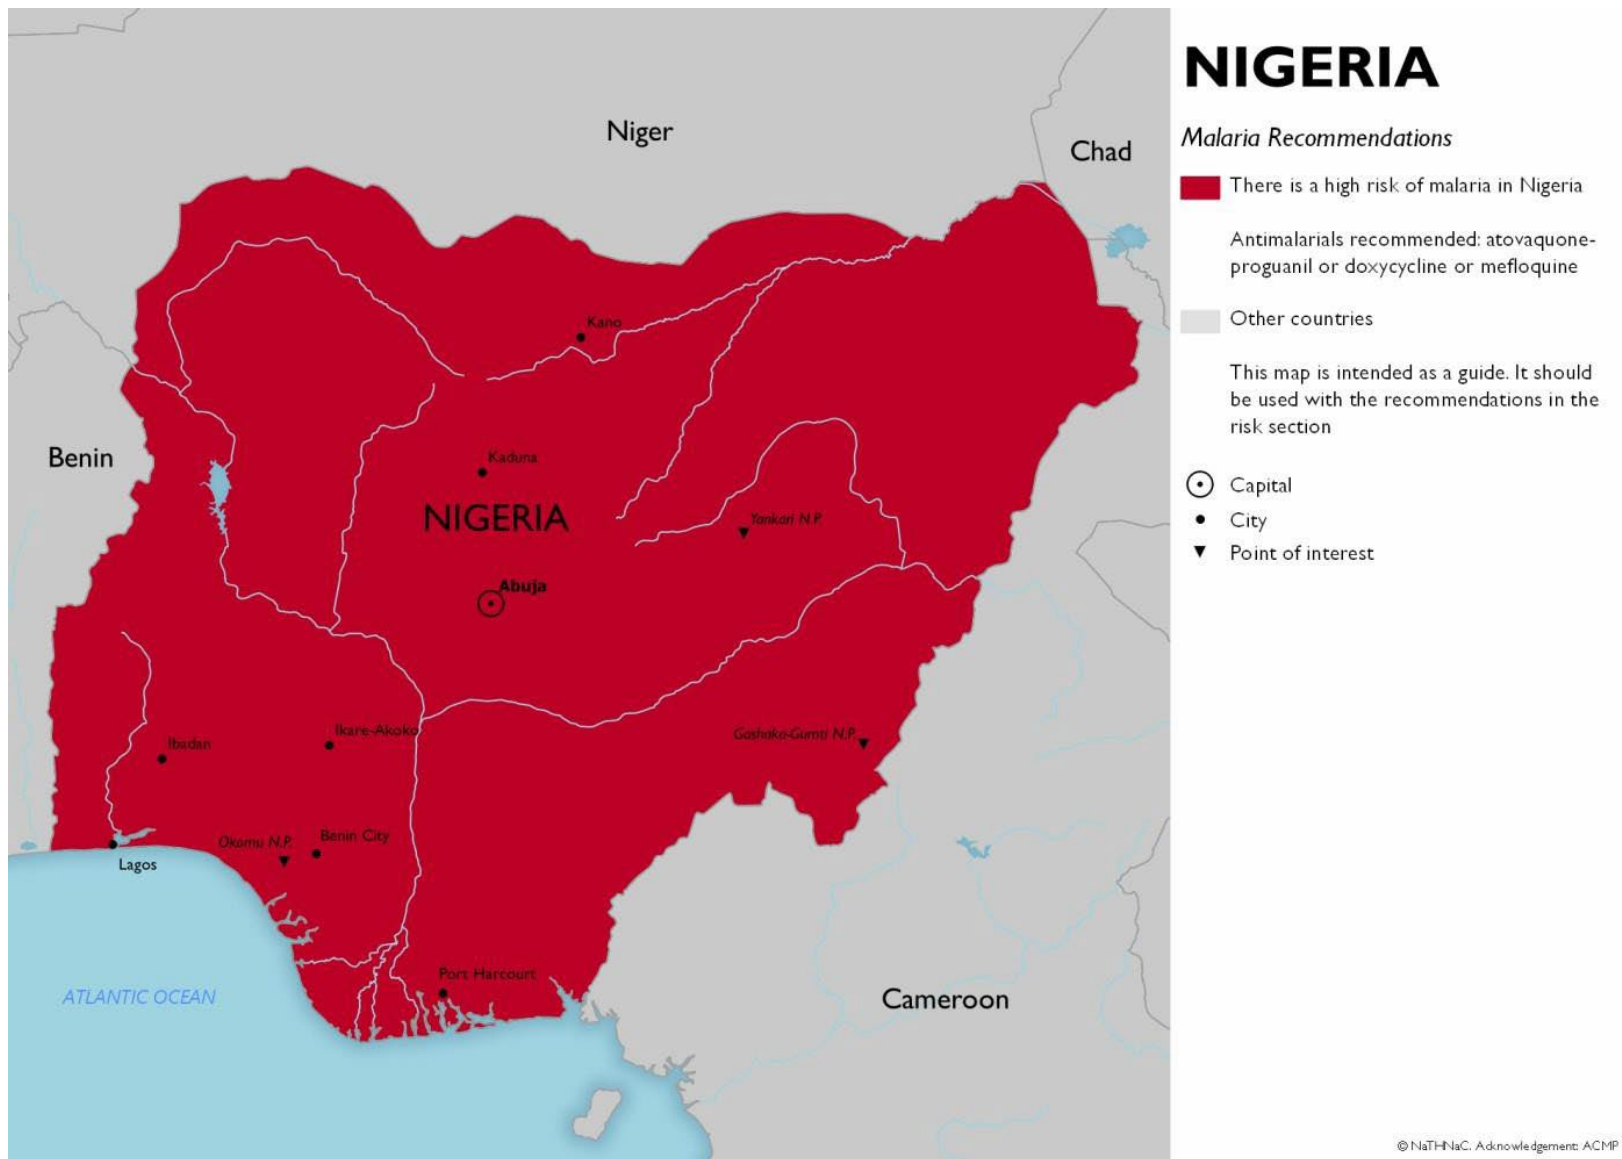 NIGERIA
Malaria Recommendations
There is a high risk of malaria in Nigeria
Antimalarials recommended: atovaquone-
proguanil or doxycycline or mefloquine
Other countries
This map is intended as a guide. It should
be used with the recommendations in the
risk section
Capital
City
Point of interest
Niger
Chad
Kano
Benin
Kaduna
NIGERIA
Yankari N.P.
Abuja
Ikare-Akoko
Ibadan
Gashaka-Gumti N.P.
Okomu N.P.
Benin City
Lagos
Port Harcourt
ATLANTIC OCEAN
Cameroon
© NaTHNaC. Acknowledgement: ACMP